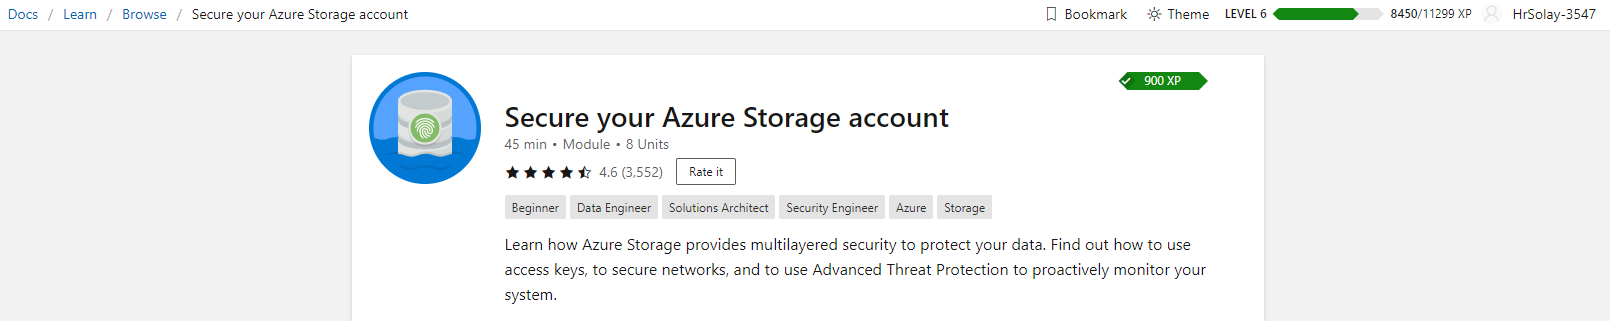 Docs / Learn / Browse / Secure your Azure Storage account Bookmark Theme LEVEL 6 8450/11299 XP HrSolay-3547
900 XP
Secure your Azure Storage account
45 min • Module • 8 Units
4.6 (3,552) Rate it
Beginner Data Engineer Solutions Architect Security Engineer Azure Storage
Learn how Azure Storage provides multilayered security to protect your data. Find out how to use
access keys, to secure networks, and to use Advanced Threat Protection to proactively monitor your
system.